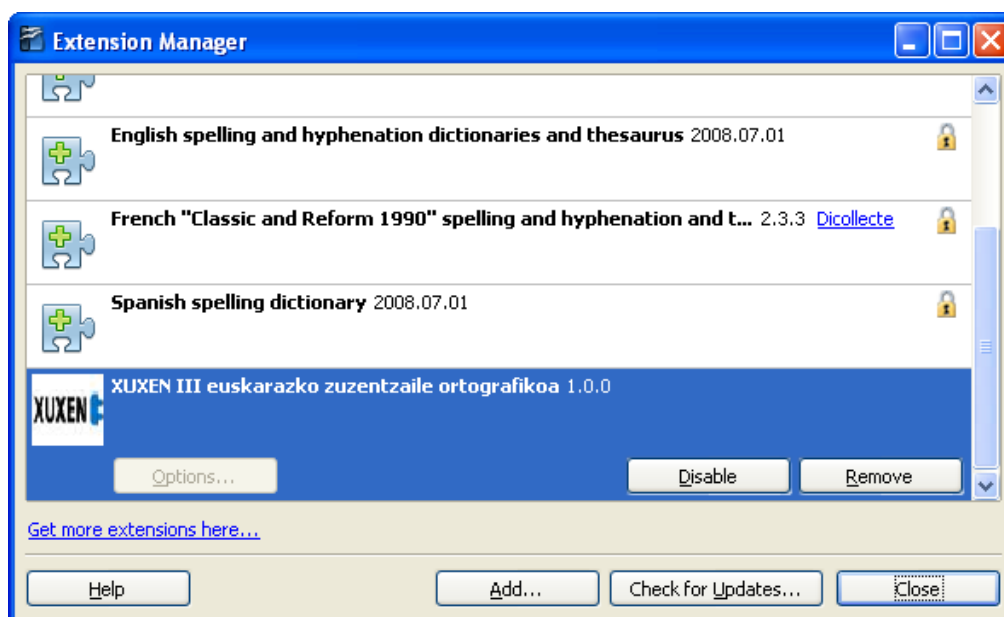 Extension Manager
English spelling and hyphenation dictionaries and thesaurus 2008.07.01
French "Classic and Reform 1990" spelling and hyphenation and t... 2.3.3 Dicollecte
Spanish spelling dictionary 2008.07.01
XUXEN III euskarazko zuzentzaile ortografikoa 1.0.0
XUXEN
Options... Disable Remove
Get more extensions here...
Help Add... Check for Updates... Close